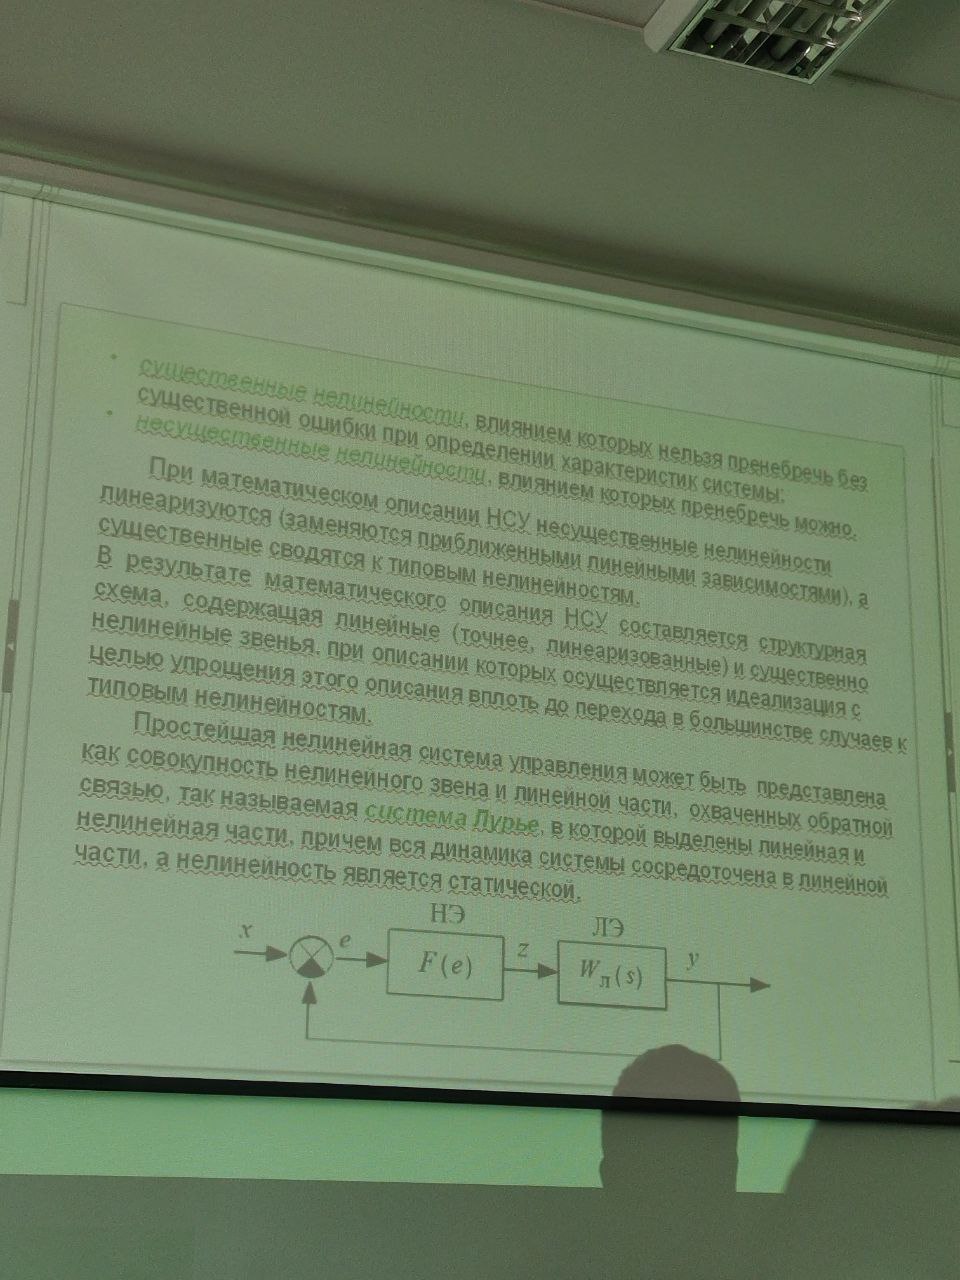 • существенные нелинейности, влиянием которых нельзя пренебречь без
существенной ошибки при определении характеристик системы;
• несущественные нелинейности, влиянием которых пренебречь можно.
При математическом описании НСУ несущественные нелинейности
линеаризуются (заменяются приближенными линейными зависимостями), а
существенные сводятся к типовым нелинейностям.
В результате математического описания НСУ составляется структурная
схема, содержащая линейные (точнее, линеаризованные) и существенно
нелинейные звенья, при описании которых осуществляется идеализация с
целью упрощения этого описания вплоть до перехода в большинстве случаев к
типовым нелинейностям.
Простейшая нелинейная система управления может быть представлена
как совокупность нелинейного звена и линейной части, охваченных обратной
связью, так называемая система Лурье, в которой выделены линейная и
нелинейная части, причем вся динамика системы сосредоточена в линейной
части, а нелинейность является статической.
НЭ ЛЭ
x e F(e) z Wл(s) y